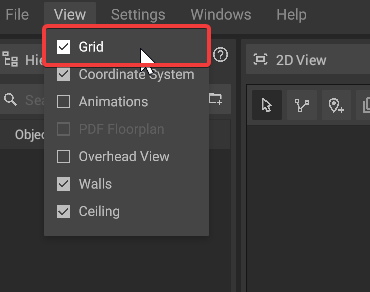 File View Settings Windows Help
Grid
Hie 2D View
Coordinate System
Sea
Animations
PDF Floorplan
Objec
Overhead View
Walls
Ceiling